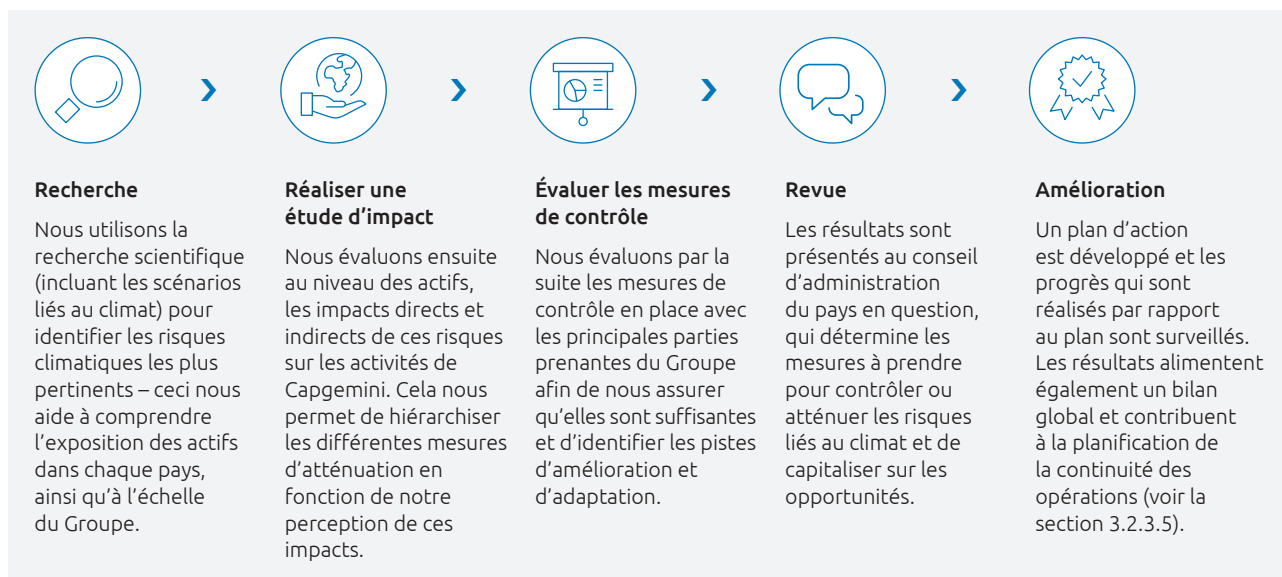 Recherche
Nous utilisons la
recherche scientifique
(incluant les scénarios
liés au climat) pour
identifier les risques
climatiques les plus
pertinents – ceci nous
aide à comprendre
l’exposition des actifs
dans chaque pays,
ainsi qu’à l’échelle
du Groupe.
Réaliser une
étude d’impact
Nous évaluons ensuite
au niveau des actifs,
les impacts directs et
indirects de ces risques
sur les activités de
Capgemini. Cela nous
permet de hiérarchiser
les différentes mesures
d’atténuation en
fonction de notre
perception de ces
impacts.
Évaluer les mesures
de contrôle
Nous évaluons par la
suite les mesures de
contrôle en place avec
les principales parties
prenantes du Groupe
afin de nous assurer
qu’elles sont suffisantes
et d’identifier les pistes
d’amélioration et
d’adaptation.
Revue
Les résultats sont
présentés au conseil
d’administration
du pays en question,
qui détermine les
mesures à prendre
pour contrôler ou
atténuer les risques
liés au climat et de
capitaliser sur les
opportunités.
Amélioration
Un plan d’action
est développé et les
progrès qui sont
réalisés par rapport
au plan sont surveillés.
Les résultats alimentent
également un bilan
global et contribuent
à la planification de
la continuité des
opérations (voir la
section 3.2.3.5).